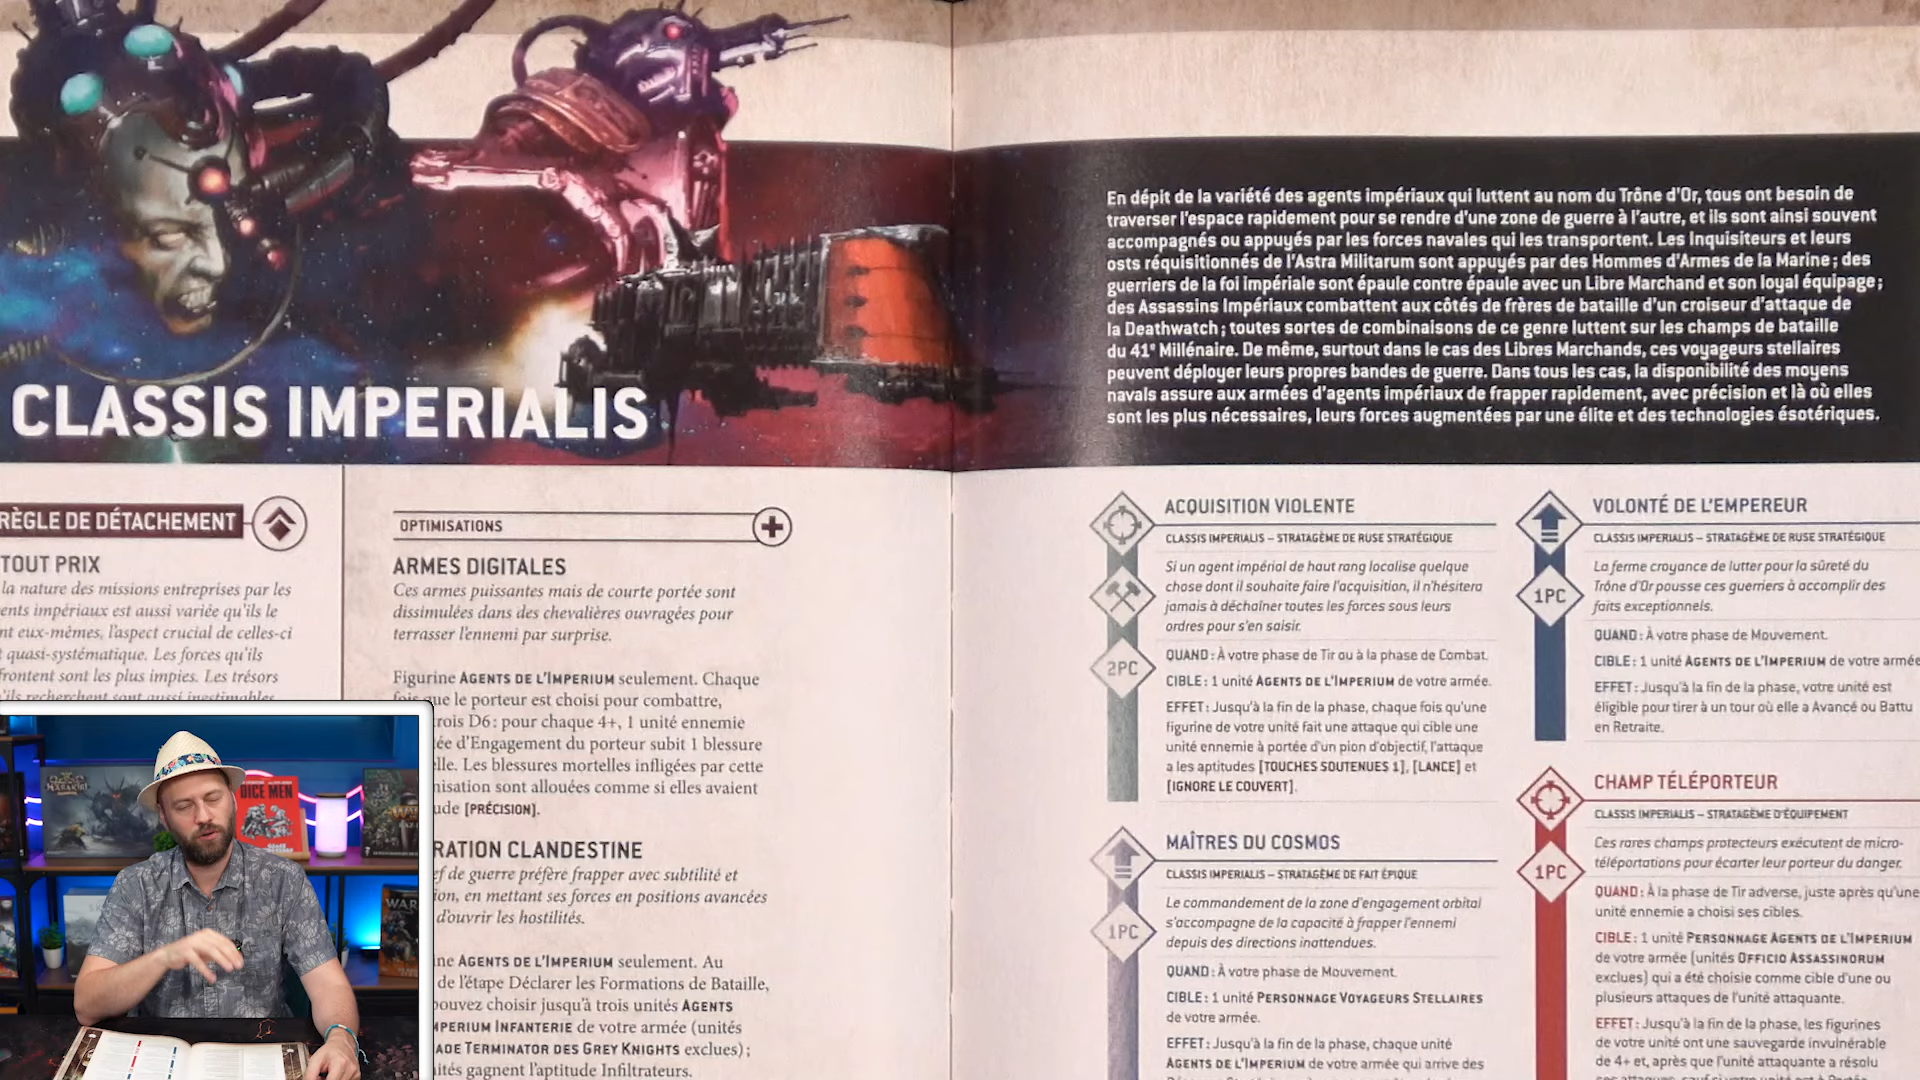 En dépit de la variété des agents impériaux qui luttent au nom du Trône d'Or, tous ont besoin de
traverser l'espace rapidement pour se rendre d'une zone de guerre à l'autre, et ils sont ainsi souvent
accompagnés ou appuyés par les forces navales qui les transportent. Les Inquisiteurs et leurs
osts réquisitionnés de l'Astra Militarum sont appuyés par des Hommes d'Armes de la Marine ; des
guerriers de la foi impériale sont épaule contre épaule avec un Libre Marchand et son loyal équipage ;
des Assassins Impériaux combattent aux côtés de frères de bataille d'un croiseur d'attaque de
la Deathwatch ; toutes sortes de combinaisons de ce genre luttent sur les champs de bataille
du 41e Millénaire. De même, surtout dans le cas des Libres Marchands, ces voyageurs stellaires
peuvent déployer leurs propres bandes de guerre. Dans tous les cas, la disponibilité des moyens
navals assure aux armées d'agents impériaux de frapper rapidement, avec précision et là où elles
sont les plus nécessaires, leurs forces augmentées par une élite et des technologies ésotériques.
CLASSIS IMPERIALIS
RÈGLE DE DÉTACHEMENT
TOUT PRIX
la nature des missions entreprises par les
ents impériaux est aussi variée qu'ils le
nt eux-mêmes, l'aspect crucial de celles-ci
t quasi-systématique. Les forces qu'ils
frontent sont les plus impies. Les trésors
'ils recherchent sont aussi inestimables
OPTIMISATIONS
ARMES DIGITALES
Ces armes puissantes mais de courte portée sont
dissimulées dans des chevalières ouvragées pour
terrasser l'ennemi par surprise.
Figurine AGENTS DE L'IMPERIUM seulement. Chaque
fois que le porteur est choisi pour combattre,
trois D6 : pour chaque 4+, 1 unité ennemie
ée d'Engagement du porteur subit 1 blessure
elle. Les blessures mortelles infligées par cette
nisation sont allouées comme si elles avaient
ude [PRÉCISION].
RATION CLANDESTINE
ef de guerre préfère frapper avec subtilité et
ion, en mettant ses forces en positions avancées
d'ouvrir les hostilités.
ne AGENTS DE L'IMPERIUM seulement. Au
de l'étape Déclarer les Formations de Bataille,
ouvez choisir jusqu'à trois unités AGENTS
MPERIUM INFANTERIE de votre armée (unités
ADE TERMINATOR DES GREY KNIGHTS exclues) ;
ités gagnent l'aptitude Infiltrateurs.
ACQUISITION VIOLENTE
CLASSIS IMPERIALIS – STRATAGÈME DE RUSE STRATÉGIQUE
Si un agent impérial de haut rang localise quelque
chose dont il souhaite faire l'acquisition, il n'hésitera
jamais à déchaîner toutes les forces sous leurs
ordres pour s'en saisir.
2PC
QUAND : À votre phase de Tir ou à la phase de Combat.
CIBLE : 1 unité AGENTS DE L'IMPERIUM de votre armée.
EFFET : Jusqu'à la fin de la phase, chaque fois qu'une
figurine de votre unité fait une attaque qui cible une
unité ennemie à portée d'un pion d'objectif, l'attaque
a les aptitudes [TOUCHES SOUTENUES 1], [LANCE] et
[IGNORE LE COUVERT].
MAÎTRES DU COSMOS
CLASSIS IMPERIALIS – STRATAGÈME DE FAIT ÉPIQUE
Le commandement de la zone d'engagement orbital
s'accompagne de la capacité à frapper l'ennemi
depuis des directions inattendues.
1PC
QUAND : À votre phase de Mouvement.
CIBLE : 1 unité PERSONNAGE VOYAGEURS STELLAIRES
de votre armée.
EFFET : Jusqu'à la fin de la phase, chaque unité
AGENTS DE L'IMPERIUM de votre armée qui arrive des
VOLONTÉ DE L'EMPEREUR
CLASSIS IMPERIALIS – STRATAGÈME DE RUSE STRATÉGIQUE
La ferme croyance de lutter pour la sûreté du
Trône d'Or pousse ces guerriers à accomplir des
faits exceptionnels.
1PC
QUAND : À votre phase de Mouvement.
CIBLE : 1 unité AGENTS DE L'IMPERIUM de votre armée
EFFET : Jusqu'à la fin de la phase, votre unité est
éligible pour tirer à un tour où elle a Avancé ou Battu
en Retraite.
CHAMP TÉLÉPORTEUR
CLASSIS IMPERIALIS – STRATAGÈME D'ÉQUIPEMENT
Ces rares champs protecteurs exécutent de micro-
téléportations pour écarter leur porteur du danger.
1PC
QUAND : À la phase de Tir adverse, juste après qu'une
unité ennemie a choisi ses cibles.
CIBLE : 1 unité PERSONNAGE AGENTS DE L'IMPERIUM
de votre armée (unités OFFICIO ASSASSINORUM
exclues) qui a été choisie comme cible d'une ou
plusieurs attaques de l'unité attaquante.
EFFET : Jusqu'à la fin de la phase, les figurines
de votre unité ont une sauvegarde invulnérable
de 4+ et, après que l'unité attaquante a résolu
DICE MEN